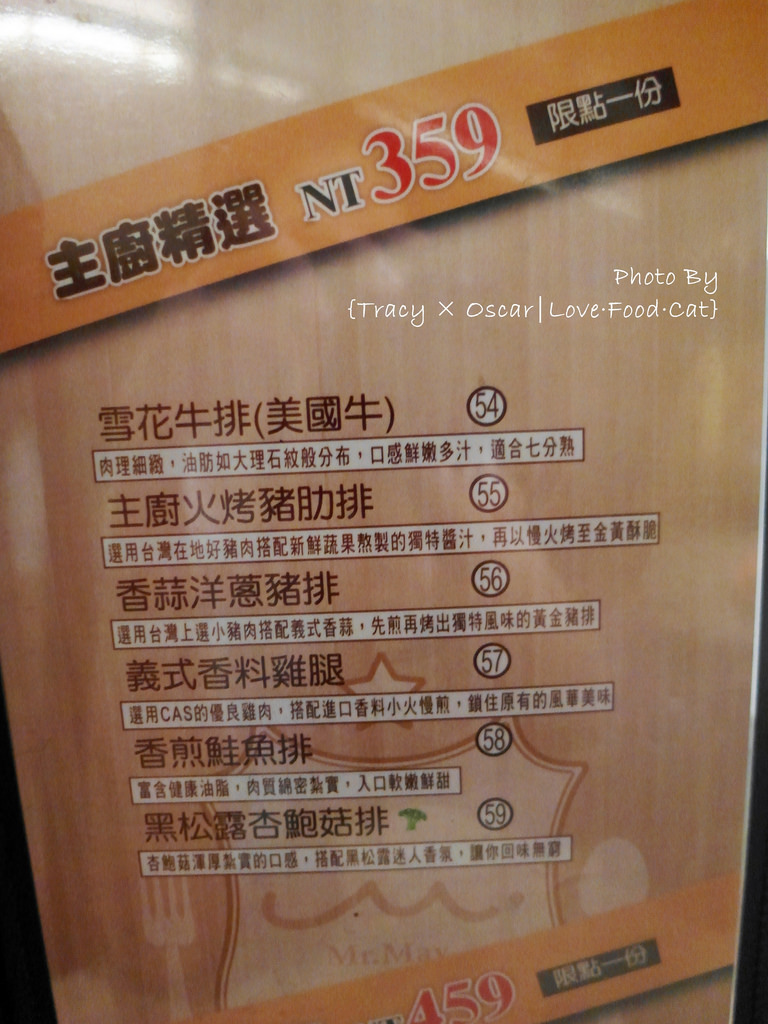 主廚精選 NT359 限點一份
Photo By
{Tracy × Oscar|Love·Food·Cat}
雪花牛排(美國牛) 54
肉理細緻，油肪如大理石紋般分布，口感鮮嫩多汁，適合七分熟
主廚火烤豬肋排 55
選用台灣在地好豬肉搭配新鮮蔬果熬製的獨特醬汁，再以慢火烤至金黃酥脆
香蒜洋蔥豬排 56
選用台灣上選小豬肉搭配義式香蒜，先煎再烤出獨特風味的黃金豬排
義式香料雞腿 57
選用CAS的優良雞肉，搭配進口香料小火慢煎，鎖住原有的風華美味
香煎鮭魚排 58
富含健康油脂，肉質綿密紮實，入口軟嫩鮮甜
黑松露杏鮑菇排 59
杏鮑菇渾厚紮實的口感，搭配黑松露迷人香氛，讓你回味無窮
Mr.May
NT459 限點一份